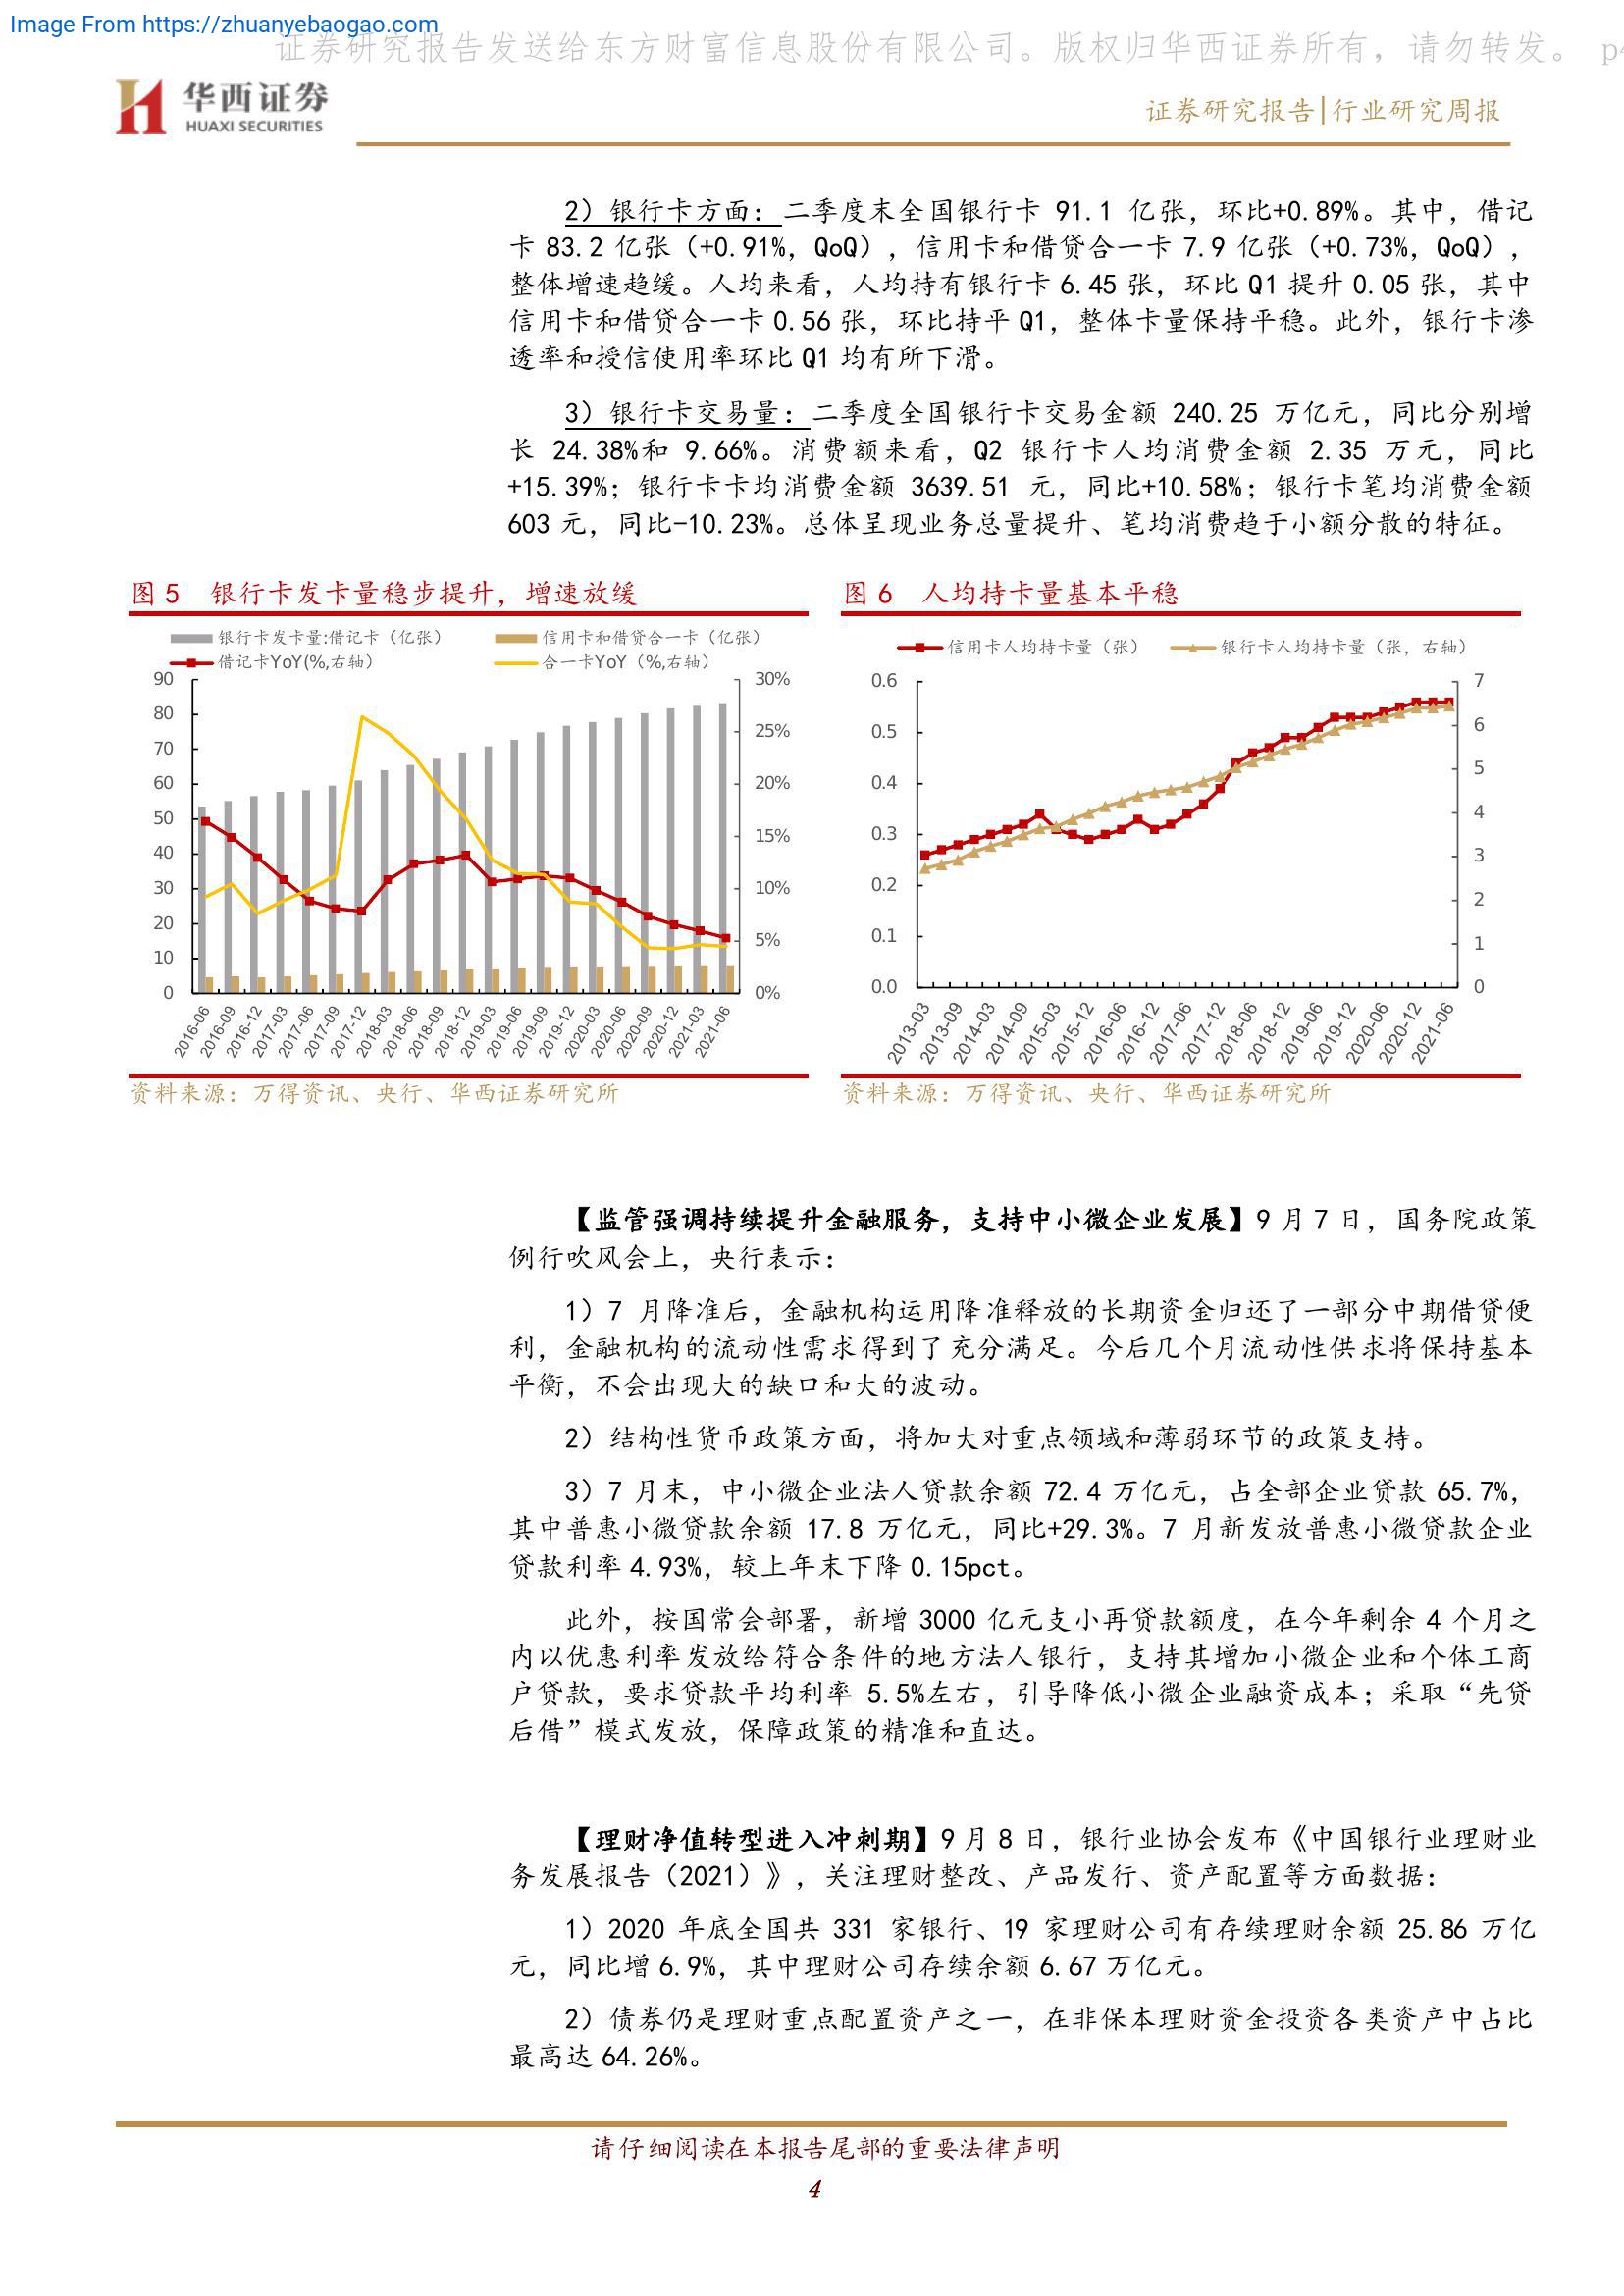 Image From https://zhuanyebaogao.com
证券研究报告发送给东方财富信息股份有限公司。版权归华西证券所有，请勿转发。 p4
华西证券
HUAXI SECURITIES
证券研究报告|行业研究周报
2）银行卡方面：二季度末全国银行卡 91.1 亿张，环比+0.89%。其中，借记
卡 83.2 亿张（+0.91%，QoQ），信用卡和借贷合一卡 7.9 亿张（+0.73%，QoQ），
整体增速趋缓。人均来看，人均持有银行卡 6.45 张，环比 Q1 提升 0.05 张，其中
信用卡和借贷合一卡 0.56 张，环比持平 Q1，整体卡量保持平稳。此外，银行卡渗
透率和授信使用率环比 Q1 均有所下滑。
3）银行卡交易量：二季度全国银行卡交易金额 240.25 万亿元，同比分别增
长 24.38%和 9.66%。消费额来看，Q2 银行卡人均消费金额 2.35 万元，同比
+15.39%；银行卡卡均消费金额 3639.51 元，同比+10.58%；银行卡笔均消费金额
603 元，同比-10.23%。总体呈现业务总量提升、笔均消费趋于小额分散的特征。
图 5 银行卡发卡量稳步提升，增速放缓
银行卡发卡量:借记卡（亿张） 信用卡和借贷合一卡（亿张）
借记卡YoY(%,右轴） 合一卡YoY（%,右轴）
90 30%
80
70 25%
60 20%
50
40 15%
30 10%
20
10 5%
0 0%
2016-06 2016-09 2016-12 2017-03 2017-06 2017-09 2017-12 2018-03 2018-06 2018-09 2018-12 2019-03 2019-06 2019-09 2019-12 2020-03 2020-06 2020-09 2020-12 2021-03 2021-06
资料来源：万得资讯、央行、华西证券研究所
图 6 人均持卡量基本平稳
信用卡人均持卡量（张） 银行卡人均持卡量（张，右轴）
0.6 7
0.5 6
0.4 5
0.3 4
0.2 3
0.1 2
0.0 1
0
2013-03 2013-09 2014-03 2014-09 2015-03 2015-12 2016-06 2016-12 2017-06 2017-12 2018-06 2018-12 2019-06 2019-12 2020-06 2020-12 2021-06
资料来源：万得资讯、央行、华西证券研究所
【监管强调持续提升金融服务，支持中小微企业发展】9 月 7 日，国务院政策
例行吹风会上，央行表示：
1）7 月降准后，金融机构运用降准释放的长期资金归还了一部分中期借贷便
利，金融机构的流动性需求得到了充分满足。今后几个月流动性供求将保持基本
平衡，不会出现大的缺口和大的波动。
2）结构性货币政策方面，将加大对重点领域和薄弱环节的政策支持。
3）7 月末，中小微企业法人贷款余额 72.4 万亿元，占全部企业贷款 65.7%，
其中普惠小微贷款余额 17.8 万亿元，同比+29.3%。7 月新发放普惠小微贷款企业
贷款利率 4.93%，较上年末下降 0.15pct。
此外，按国常会部署，新增 3000 亿元支小再贷款额度，在今年剩余 4 个月之
内以优惠利率发放给符合条件的地方法人银行，支持其增加小微企业和个体工商
户贷款，要求贷款平均利率 5.5%左右，引导降低小微企业融资成本；采取“先贷
后借”模式发放，保障政策的精准和直达。
【理财净值转型进入冲刺期】9 月 8 日，银行业协会发布《中国银行业理财业
务发展报告（2021）》，关注理财整改、产品发行、资产配置等方面数据：
1）2020 年底全国共 331 家银行、19 家理财公司有存续理财余额 25.86 万亿
元，同比增 6.9%，其中理财公司存续余额 6.67 万亿元。
2）债券仍是理财重点配置资产之一，在非保本理财资金投资各类资产中占比
最高达 64.26%。
请仔细阅读在本报告尾部的重要法律声明
4